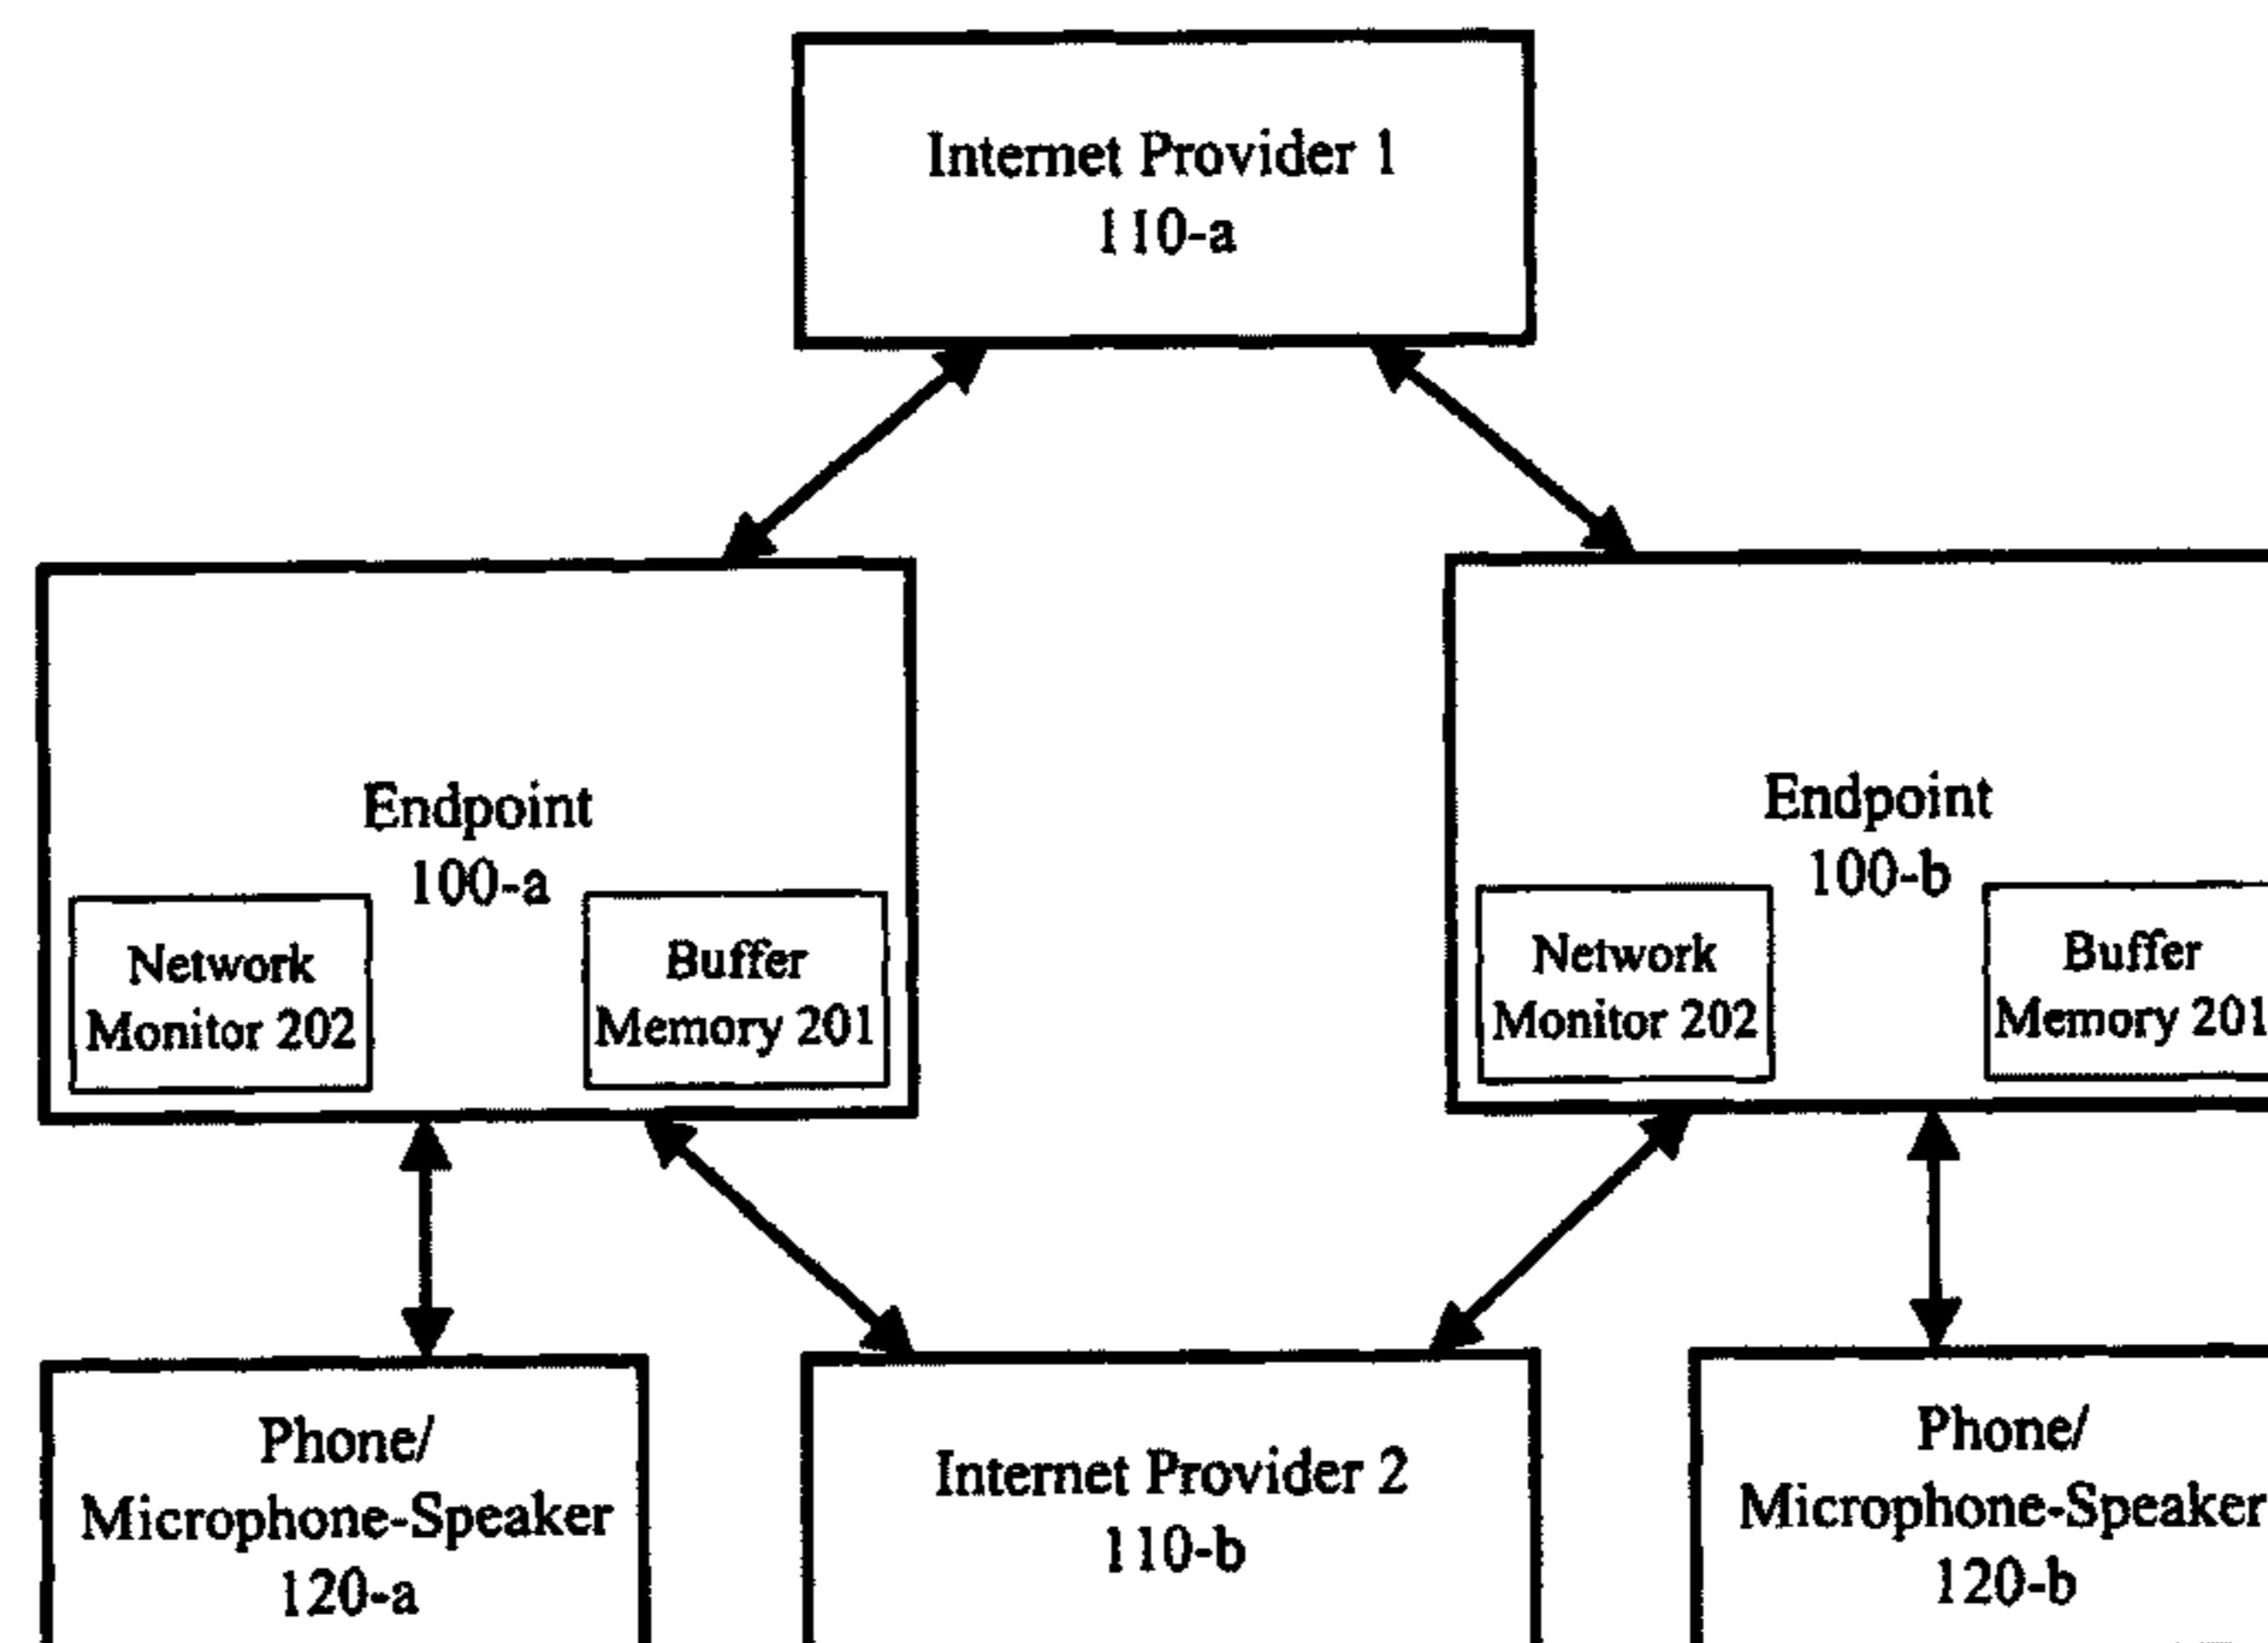 Internet Provider 1
110-a
Endpoint
100-a
Network
Monitor 202
Buffer
Memory 201
Endpoint
100-b
Network
Monitor 202
Buffer
Memory 201
Phone/
Microphone-Speaker
120-a
Internet Provider 2
110-b
Phone/
Microphone-Speaker
120-b